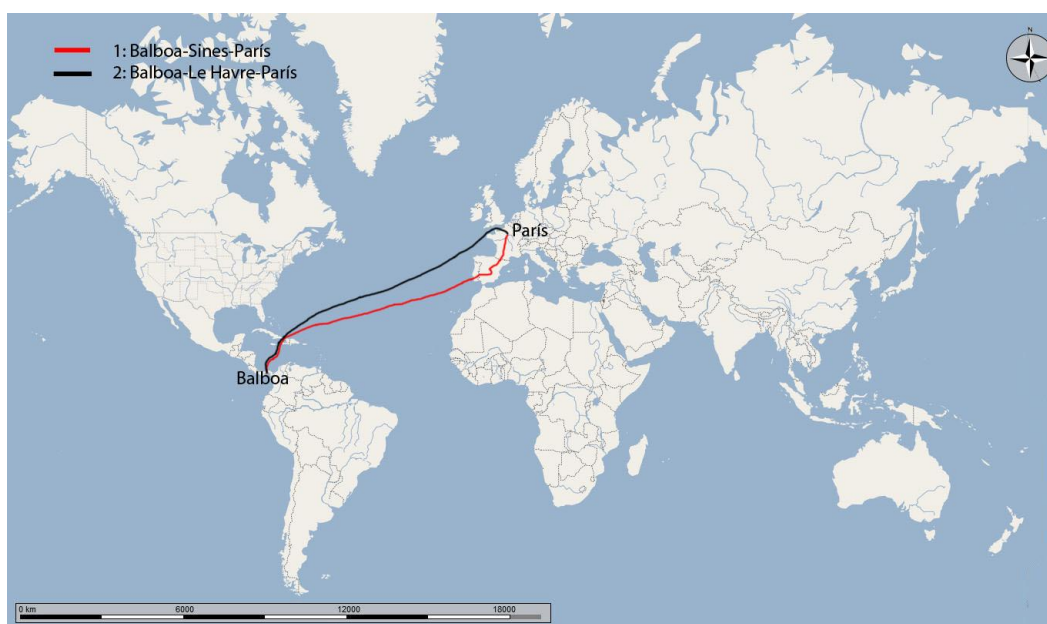 1: Balboa-Sines-París
2: Balboa-Le Havre-París
N
París
Balboa
0 km 6000 12000 18000